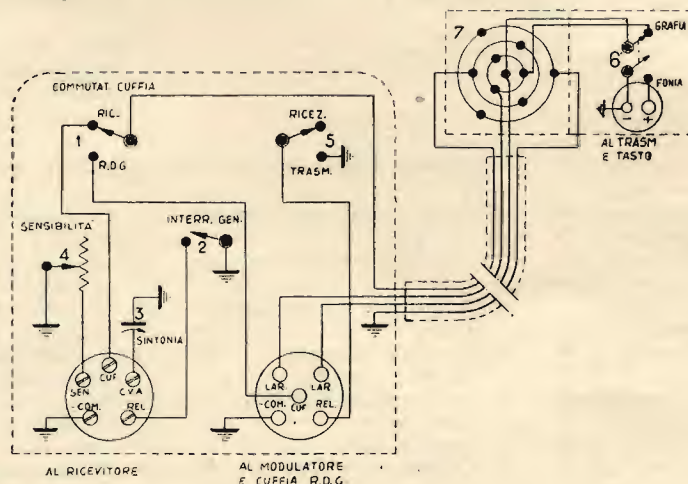 7
GRAFIA
6
FONIA
- +
AL TRASM
E TASTO
COMMUTAT. CUFFIA
RIC.
1
R.D.G
RICEZ.
5
TRASM.
SENSIBILITÀ
INTERR. GEN.
4
2
3
SINTONIA
SEN.
CUF
C.V.A
-COM.
REL
LAR.
LAR.
-COM.
CUF
REL.
AL RICEVITORE
AL MODULATORE
E CUFFIA R.D.G.